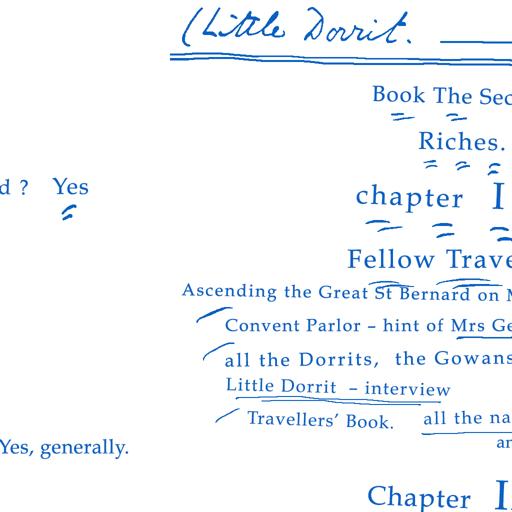 (Little Dorrit.
Book The Sec
Riches.
d ? Yes
chapter I
Fellow Trave
Ascending the Great St Bernard on M
Convent Parlor – hint of Mrs Ge
all the Dorrits, the Gowans
Little Dorrit – interview
Travellers' Book. all the na
an
Yes, generally.
Chapter I